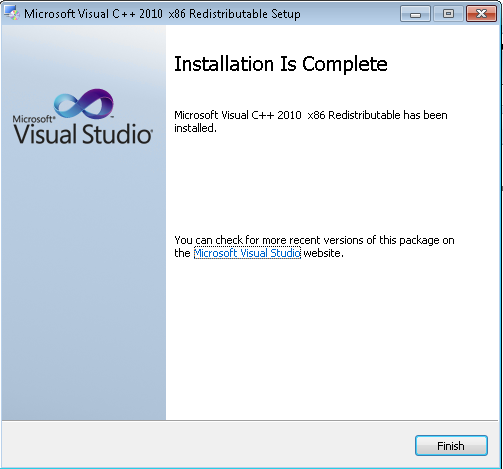 Microsoft Visual C++ 2010  x86 Redistributable Setup
Installation Is Complete
Microsoft®
Visual Studio®
Microsoft Visual C++ 2010  x86 Redistributable has been
installed.
You can check for more recent versions of this package on
the Microsoft Visual Studio website.
Finish